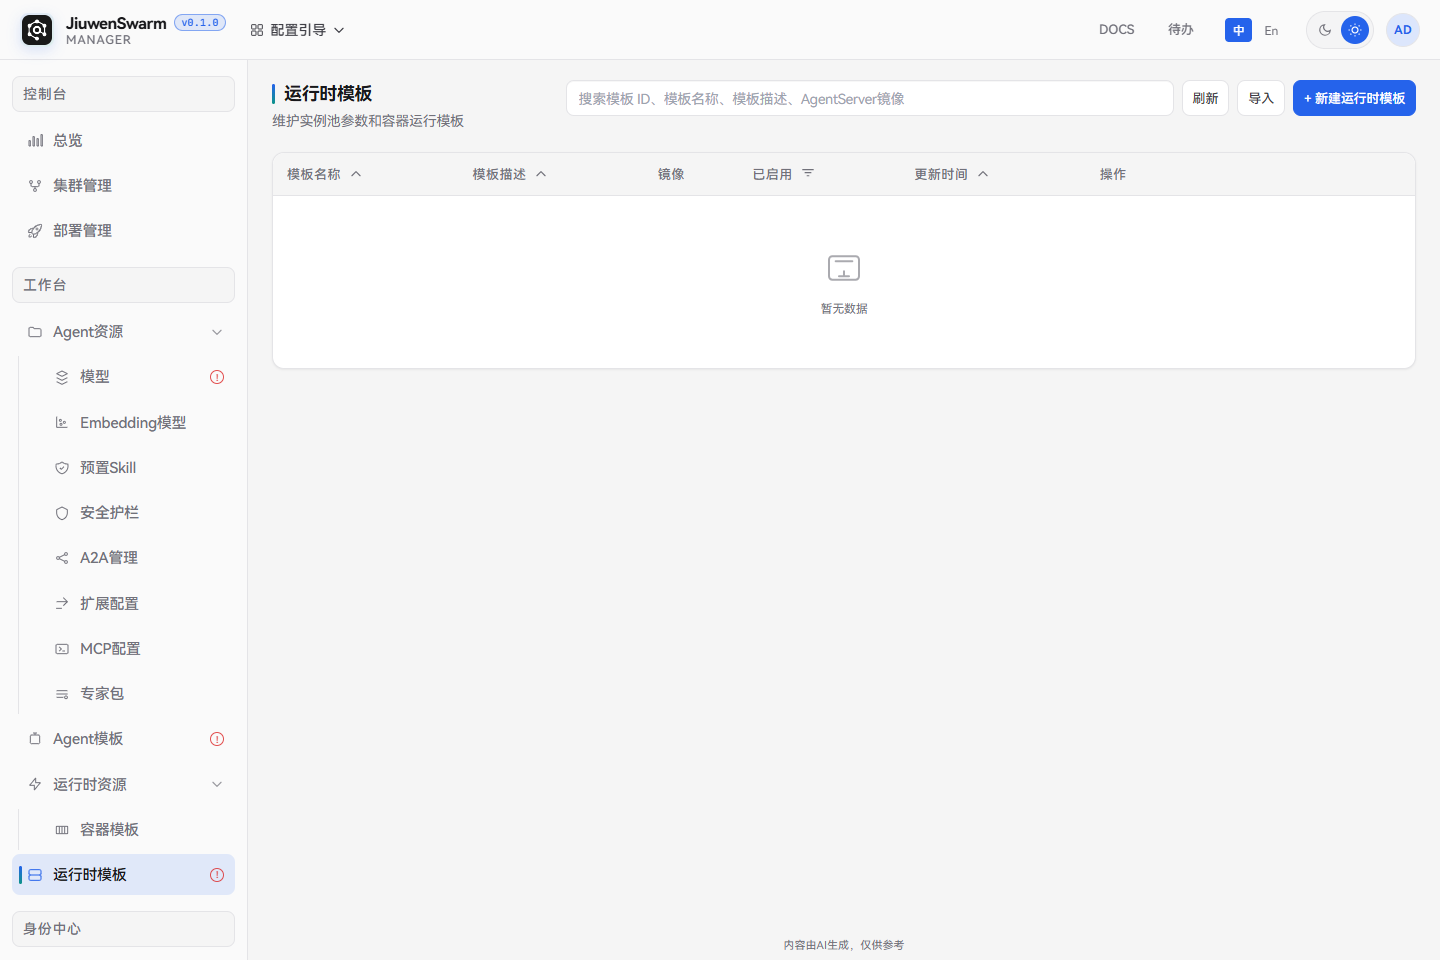 JiuwenSwarm
v0.1.0
MANAGER
配置引导
DOCS
待办
中
En
AD
控制台
总览
集群管理
部署管理
工作台
Agent资源
模型
Embedding模型
预置Skill
安全护栏
A2A管理
扩展配置
MCP配置
专家包
Agent模板
运行时资源
容器模板
运行时模板
身份中心
运行时模板
维护实例池参数和容器运行模板
搜索模板 ID、模板名称、模板描述、AgentServer镜像
刷新
导入
+ 新建运行时模板
模板名称 模板描述 镜像 已启用 更新时间 操作
暂无数据
内容由AI生成，仅供参考